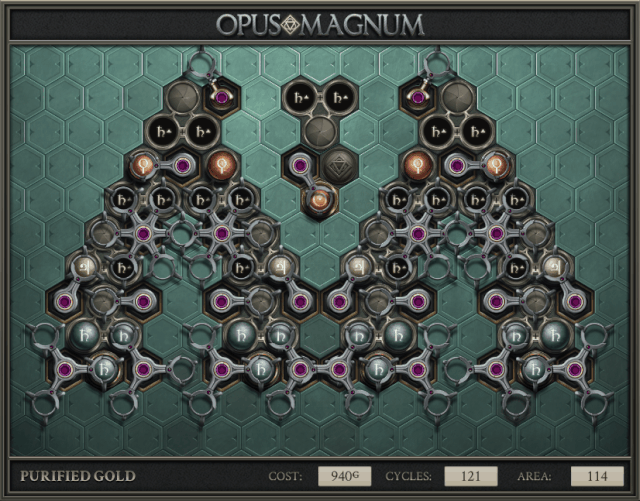 OPUS MAGNUM
PURIFIED GOLD
COST: 940G
CYCLES: 121
AREA: 114